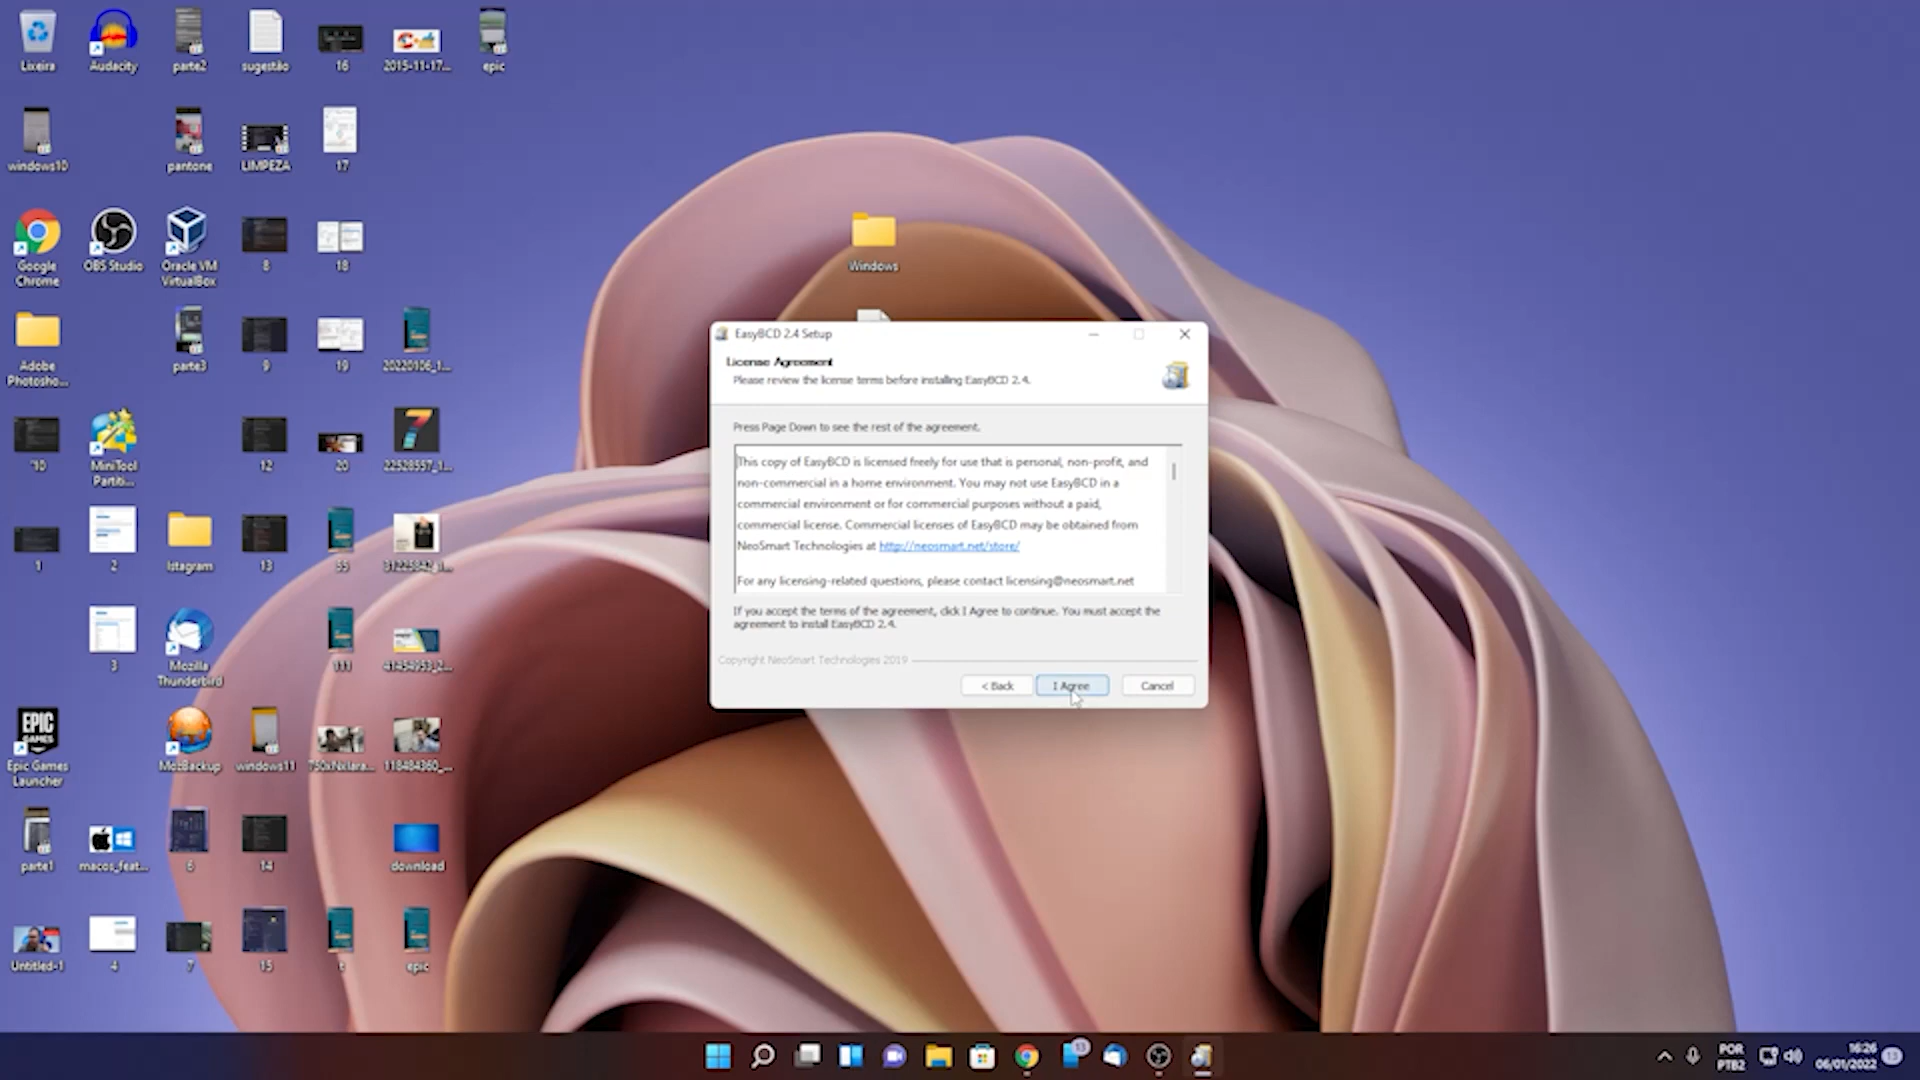 Lixeira
Audacity
parte2
sugestão
16
2015-11-17...
epic
windows10
pantone
LIMPEZA
17
Google
Chrome
OBS Studio
Oracle VM
VirtualBox
8
18
Windows
Adobe
Photosho...
parte3
9
19
20220106_1...
10
MiniTool
Partiti...
12
20
22528557_1...
1
2
Istagram
13
55
3
Mozilla
Thunderbird
111
41454953_2...
EPIC
GAMES
Epic Games
Launcher
MozBackup
windows11
118484360_...
parte1
macos_feat...
6
14
download
Untitled-1
4
7
15
t
epic
EasyBCD 2.4 Setup
License Agreement
Please review the license terms before installing EasyBCD 2.4.
Press Page Down to see the rest of the agreement.
This copy of EasyBCD is licensed freely for use that is personal, non-profit, and
non-commercial in a home environment. You may not use EasyBCD in a
commercial environment or for commercial purposes without a paid,
commercial license. Commercial licenses of EasyBCD may be obtained from
NeoSmart Technologies at http://neosmart.net/store/
For any licensing-related questions, please contact licensing@neosmart.net
If you accept the terms of the agreement, click I Agree to continue. You must accept the
agreement to install EasyBCD 2.4.
Copyright NeoSmart Technologies 2019
< Back
I Agree
Cancel
13
POR
PTB2
16:26
06/01/2022
13